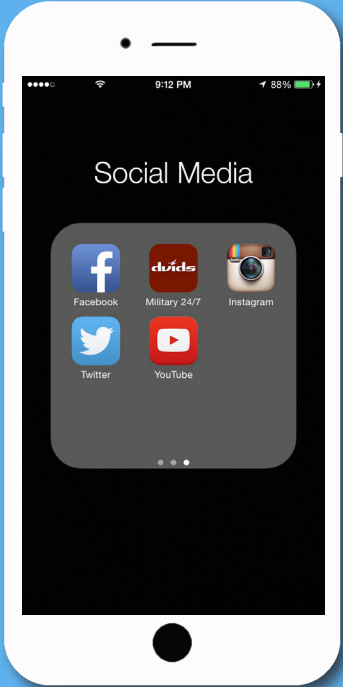 9:12 PM 88%
Social Media
dvids
Facebook Military 24/7 Instagram
Twitter YouTube